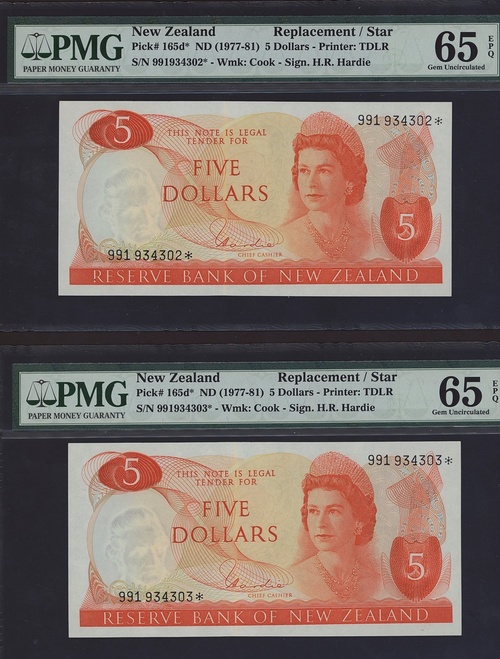 PMG
PAPER MONEY GUARANTY
New Zealand Replacement / Star
Pick# 165d* ND (1977-81) 5 Dollars - Printer: TDLR
S/N 991934302* - Wmk: Cook - Sign. H.R. Hardie
65 EPQ
Gem Uncirculated
5
THIS NOTE IS LEGAL
TENDER FOR
FIVE
DOLLARS
991 934302*
5
Hardie
CHIEF CASHIER
991 934302*
RESERVE BANK OF NEW ZEALAND
PMG
PAPER MONEY GUARANTY
New Zealand Replacement / Star
Pick# 165d* ND (1977-81) 5 Dollars - Printer: TDLR
S/N 991934303* - Wmk: Cook - Sign. H.R. Hardie
65 EPQ
Gem Uncirculated
5
THIS NOTE IS LEGAL
TENDER FOR
FIVE
DOLLARS
991 934303*
5
Hardie
CHIEF CASHIER
991 934303*
RESERVE BANK OF NEW ZEALAND